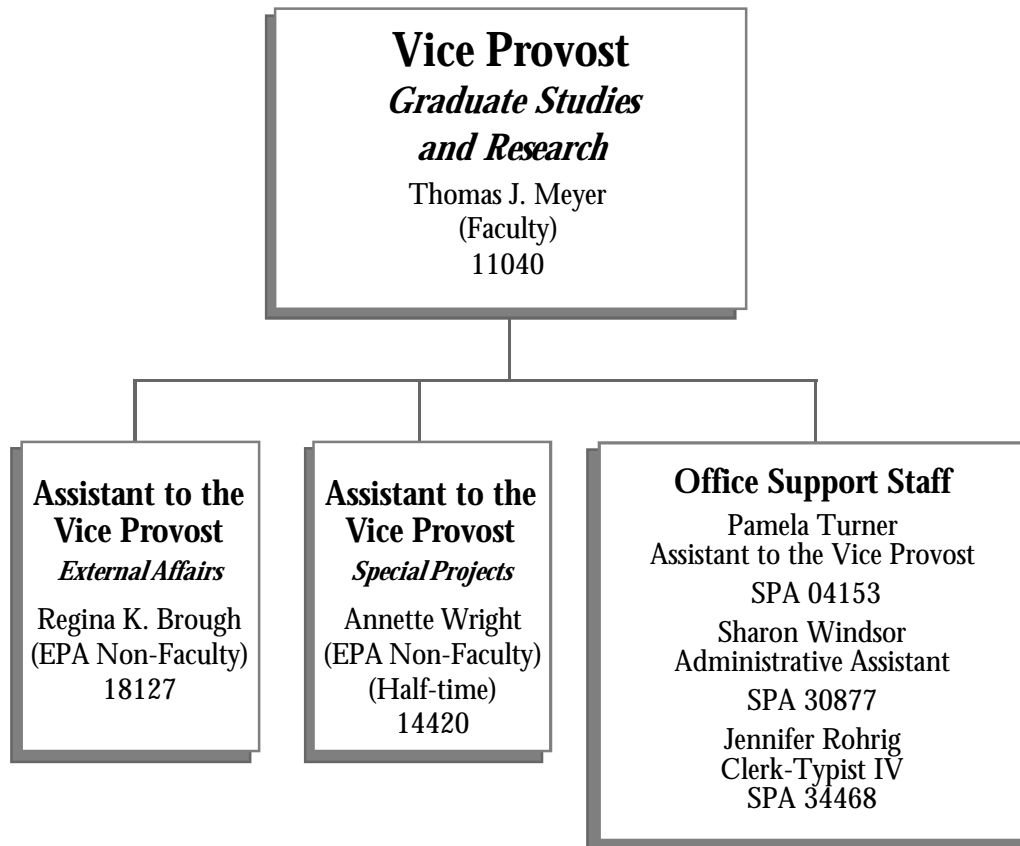 Vice Provost
Graduate Studies
and Research
Thomas J. Meyer
(Faculty)
11040
Assistant to the
Vice Provost
External Affairs
Regina K. Brough
(EPA Non-Faculty)
18127
Assistant to the
Vice Provost
Special Projects
Annette Wright
(EPA Non-Faculty)
(Half-time)
14420
Office Support Staff
Pamela Turner
Assistant to the Vice Provost
SPA 04153
Sharon Windsor
Administrative Assistant
SPA 30877
Jennifer Rohrig
Clerk-Typist IV
SPA 34468